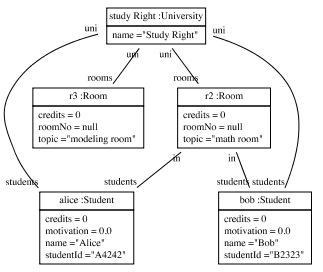 study Right :University
name ="Study Right"
uni
uni
uni
uni
rooms
rooms
r3 :Room
credits = 0
roomNo = null
topic ="modeling room"
r2 :Room
credits = 0
roomNo = null
topic ="math room"
in
in
students
students
students
students
alice :Student
credits = 0
motivation = 0.0
name ="Alice"
studentId ="A4242"
bob :Student
credits = 0
motivation = 0.0
name ="Bob"
studentId ="B2323"